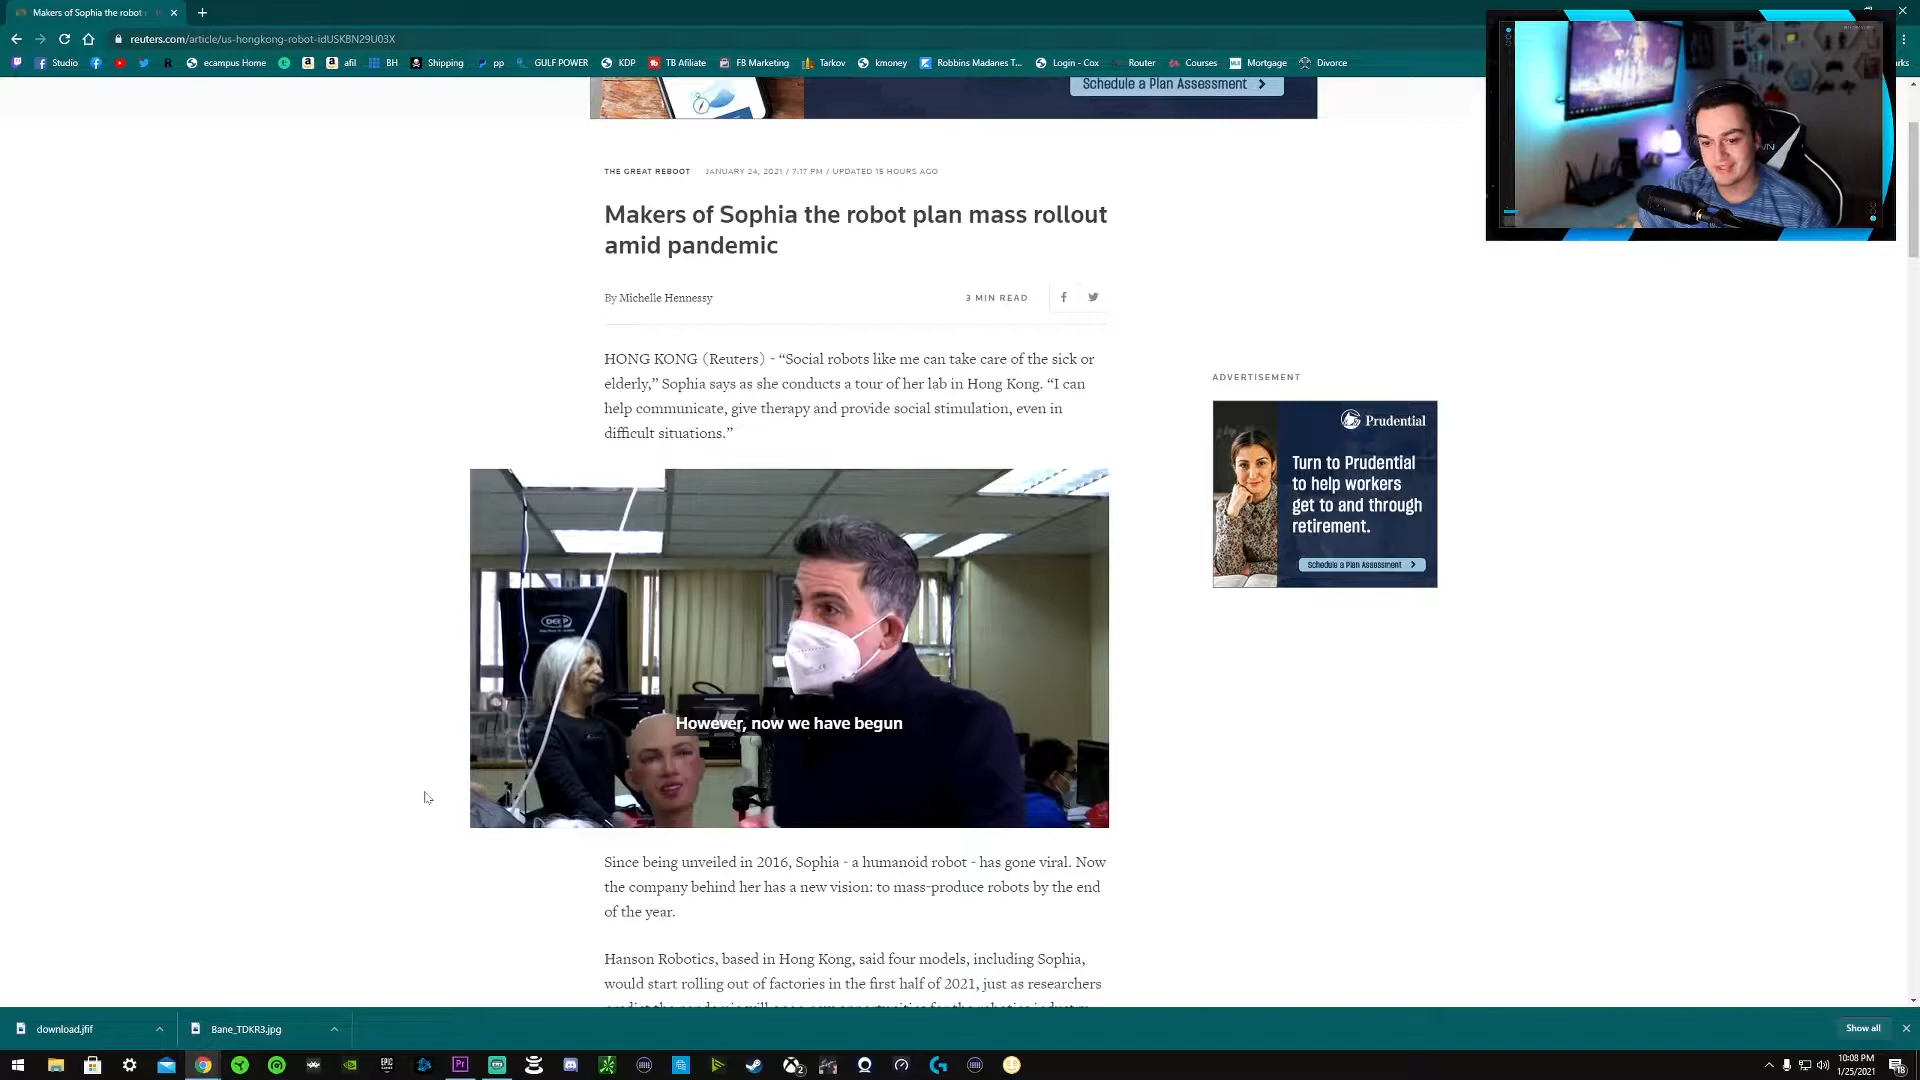 Makers of Sophia the robot
reuters.com/article/us-hongkong-robot-idUSKBN29U03X
Studio
ecampus Home
afil
BH
Shipping
pp
GULF POWER
KDP
TB Afiliate
FB Marketing
Tarkov
kmoney
Robbins Madanes T...
Login - Cox
Router
Courses
Mortgage
Divorce
Schedule a Plan Assessment
THE GREAT REBOOT JANUARY 24, 2021 / 7:17 PM / UPDATED 15 HOURS AGO
Makers of Sophia the robot plan mass rollout
amid pandemic
By Michelle Hennessy
3 MIN READ
HONG KONG (Reuters) - “Social robots like me can take care of the sick or
elderly,” Sophia says as she conducts a tour of her lab in Hong Kong. “I can
help communicate, give therapy and provide social stimulation, even in
difficult situations.”
ADVERTISEMENT
Prudential
Turn to Prudential
to help workers
get to and through
retirement.
Schedule a Plan Assessment
However, now we have begun
Since being unveiled in 2016, Sophia - a humanoid robot - has gone viral. Now
the company behind her has a new vision: to mass-produce robots by the end
of the year.
Hanson Robotics, based in Hong Kong, said four models, including Sophia,
would start rolling out of factories in the first half of 2021, just as researchers
download.jfif
Bane_TDKR3.jpg
Show all
10:08 PM
1/25/2021